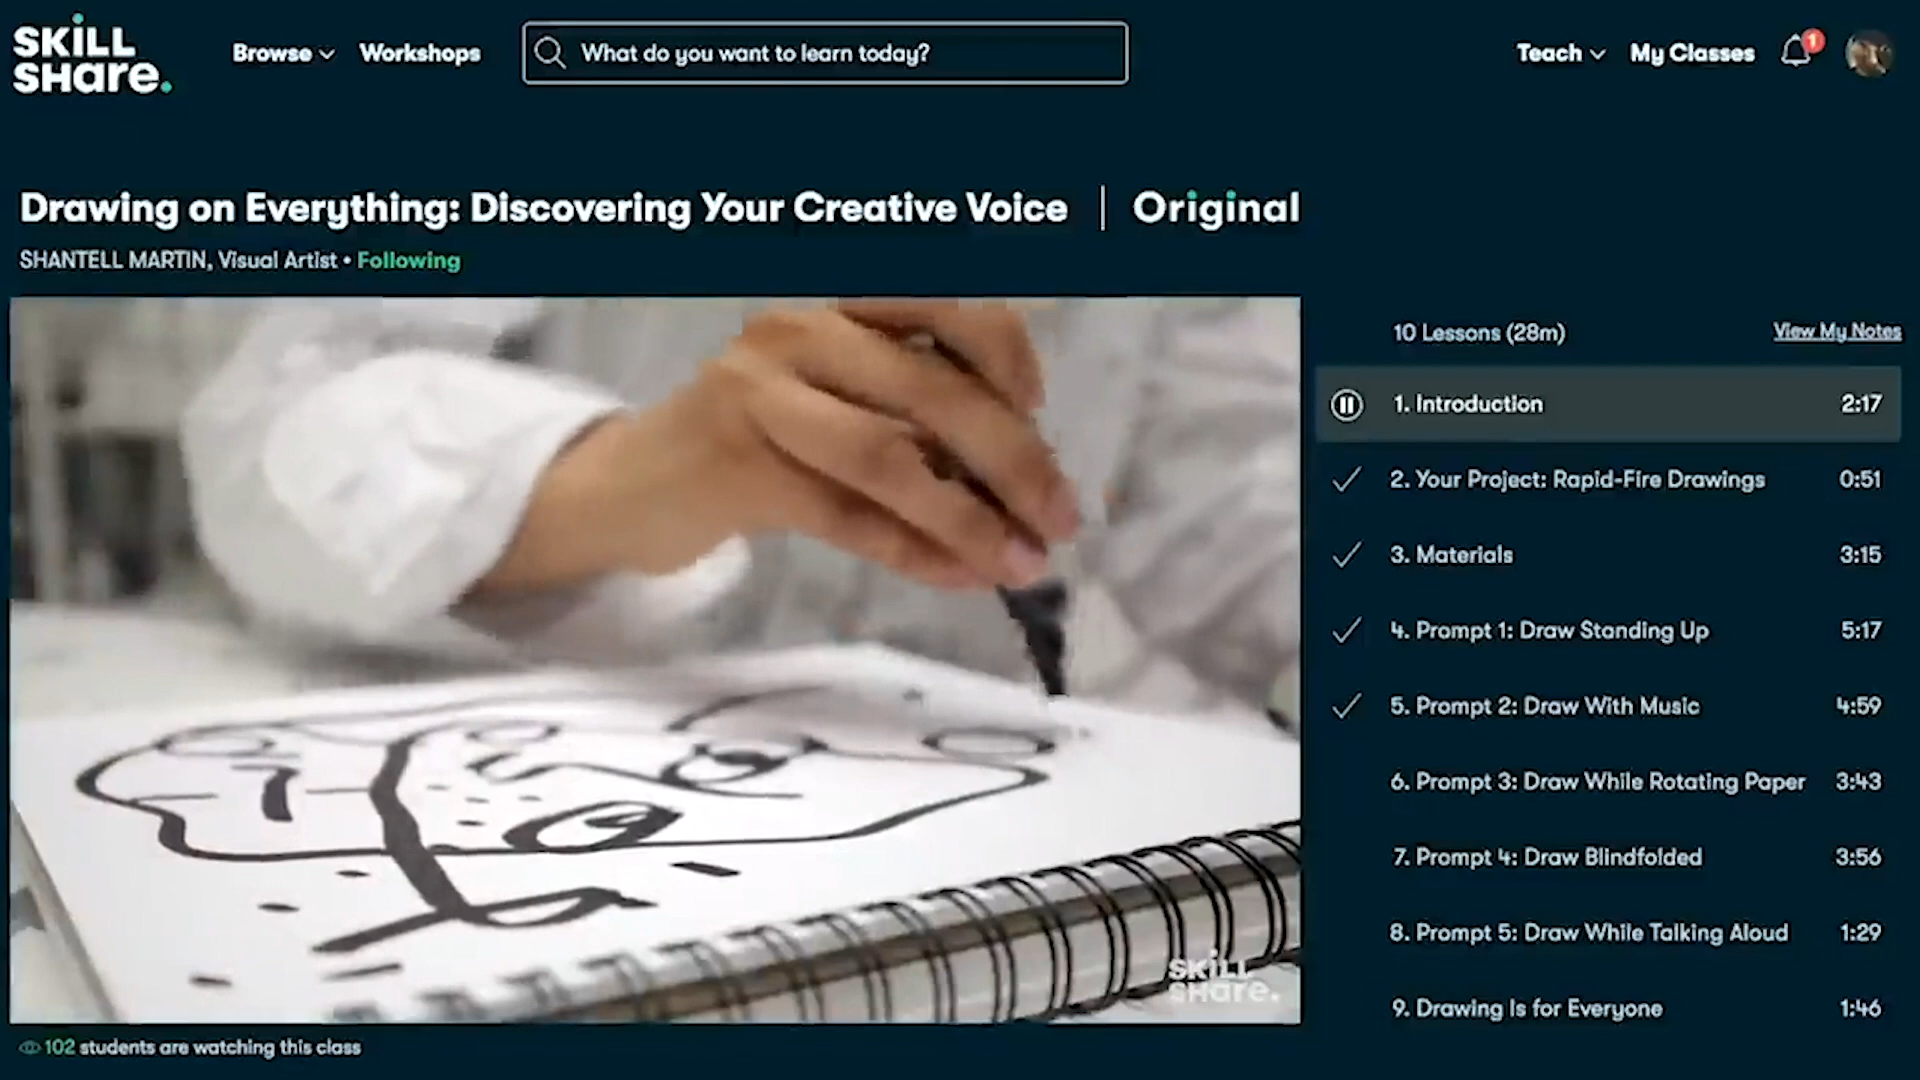 SKiLL
SHare.
Browse
Workshops
What do you want to learn today?
Teach
My Classes
1
Drawing on Everything: Discovering Your Creative Voice | Original
SHANTELL MARTIN, Visual Artist • Following
10 Lessons (28m)
View My Notes
1. Introduction 2:17
2. Your Project: Rapid-Fire Drawings 0:51
3. Materials 3:15
4. Prompt 1: Draw Standing Up 5:17
5. Prompt 2: Draw With Music 4:59
6. Prompt 3: Draw While Rotating Paper 3:43
7. Prompt 4: Draw Blindfolded 3:56
8. Prompt 5: Draw While Talking Aloud 1:29
9. Drawing Is for Everyone 1:46
SKiLL
SHare.
102 students are watching this class